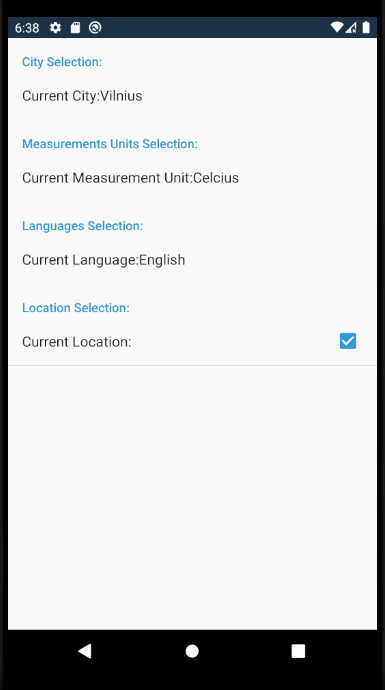 6:38
City Selection:
Current City:Vilnius
Measurements Units Selection:
Current Measurement Unit:Celcius
Languages Selection:
Current Language:English
Location Selection:
Current Location: